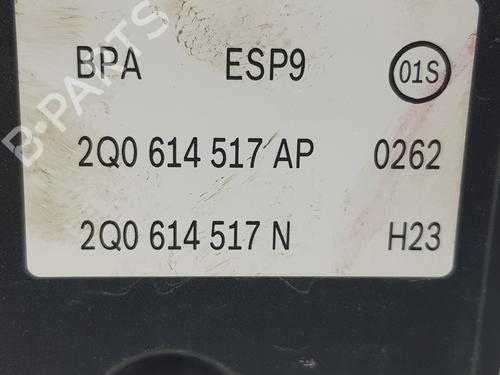 BPA ESP9 01S
2Q0 614 517 AP 0262
2Q0 614 517 N H23
B-PARTS